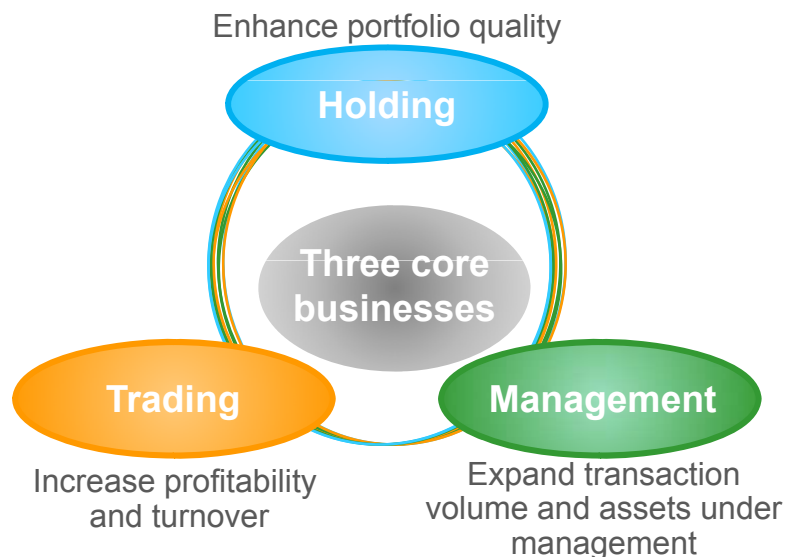 Enhance portfolio quality
Holding
Three core
businesses
Trading
Management
Increase profitability
and turnover
Expand transaction
volume and assets under
management